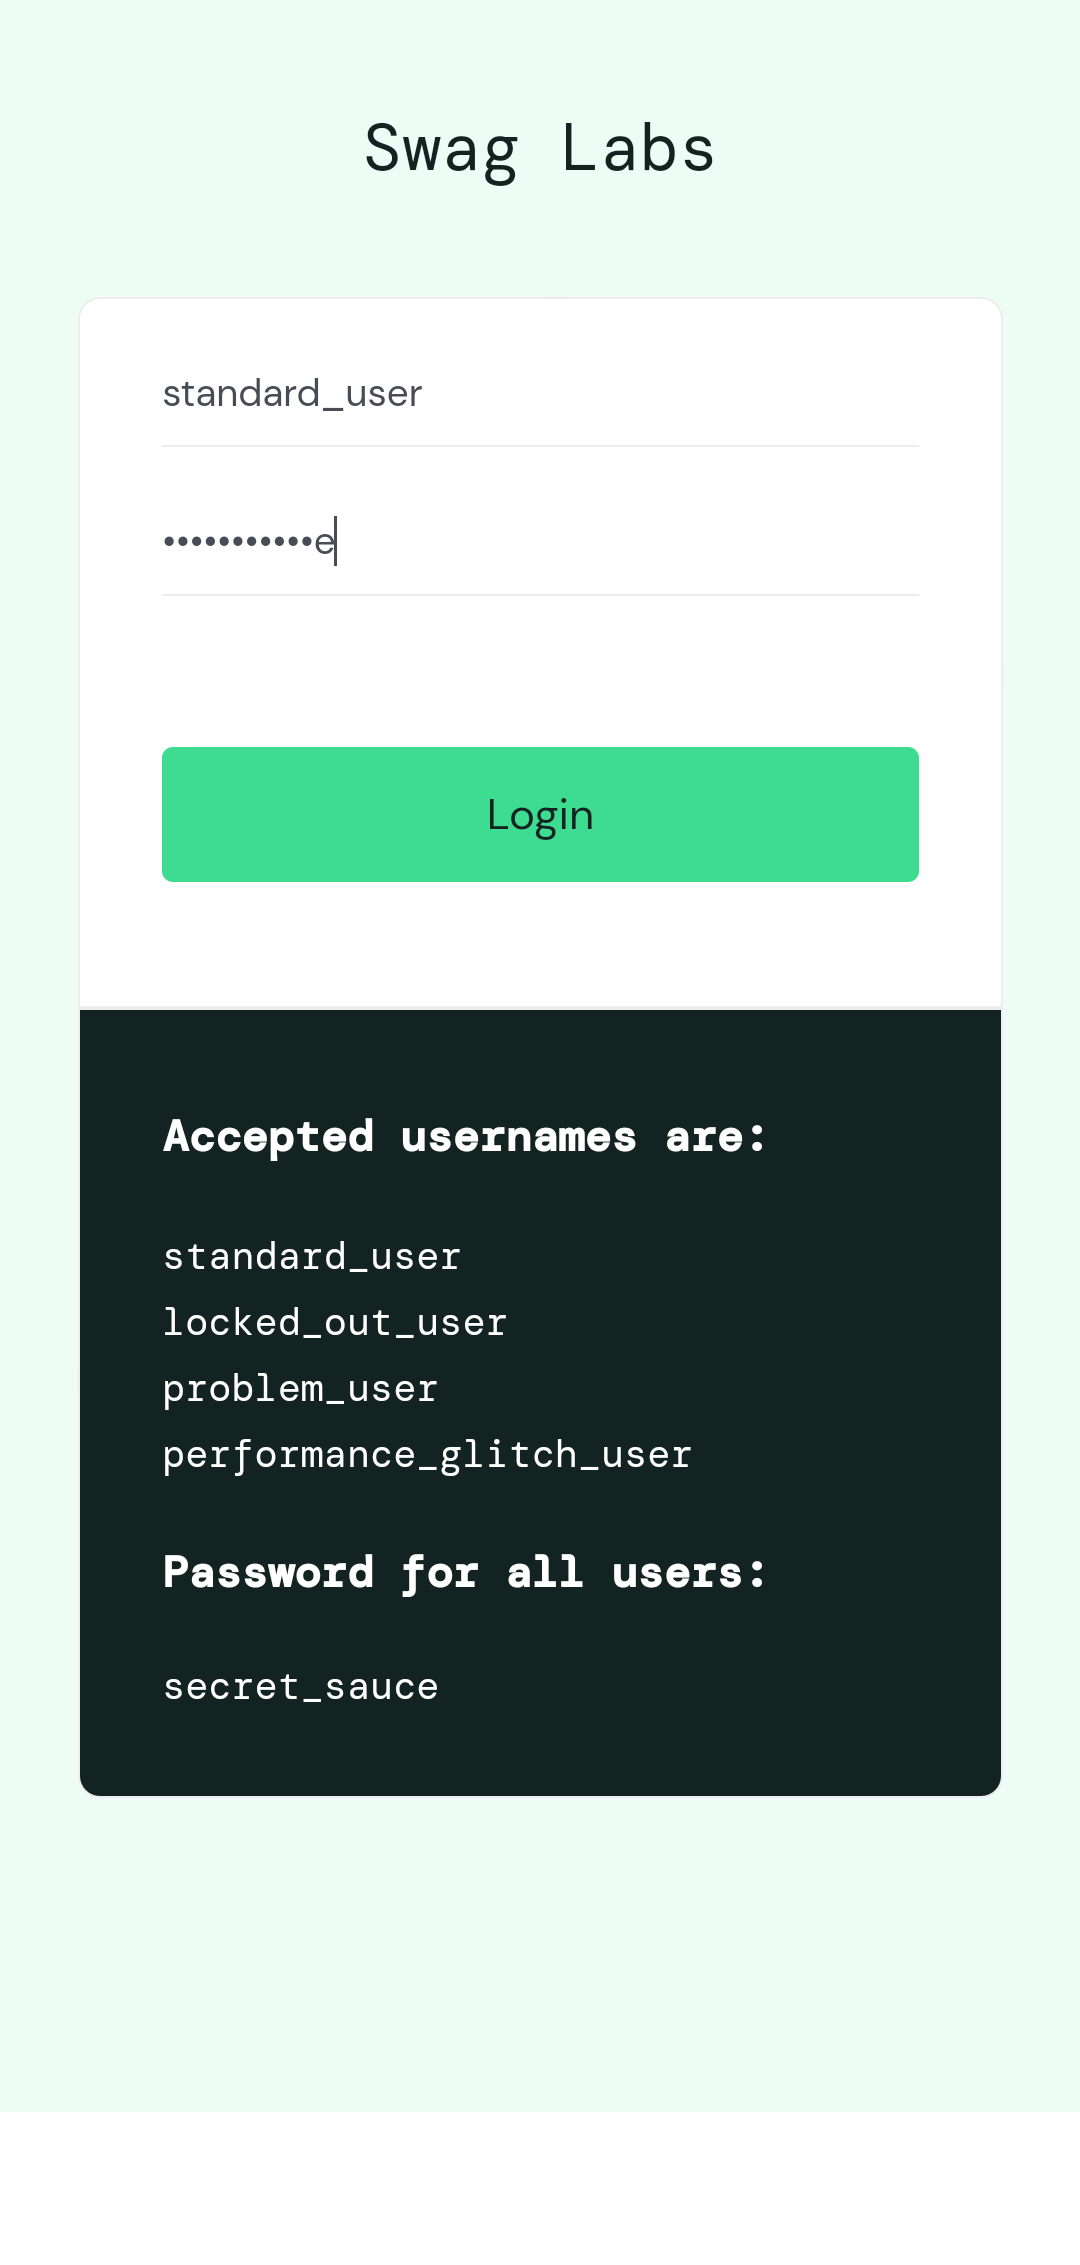 Swag Labs
standard_user
•••••••••••e
Login
Accepted usernames are:
standard_user
locked_out_user
problem_user
performance_glitch_user
Password for all users:
secret_sauce